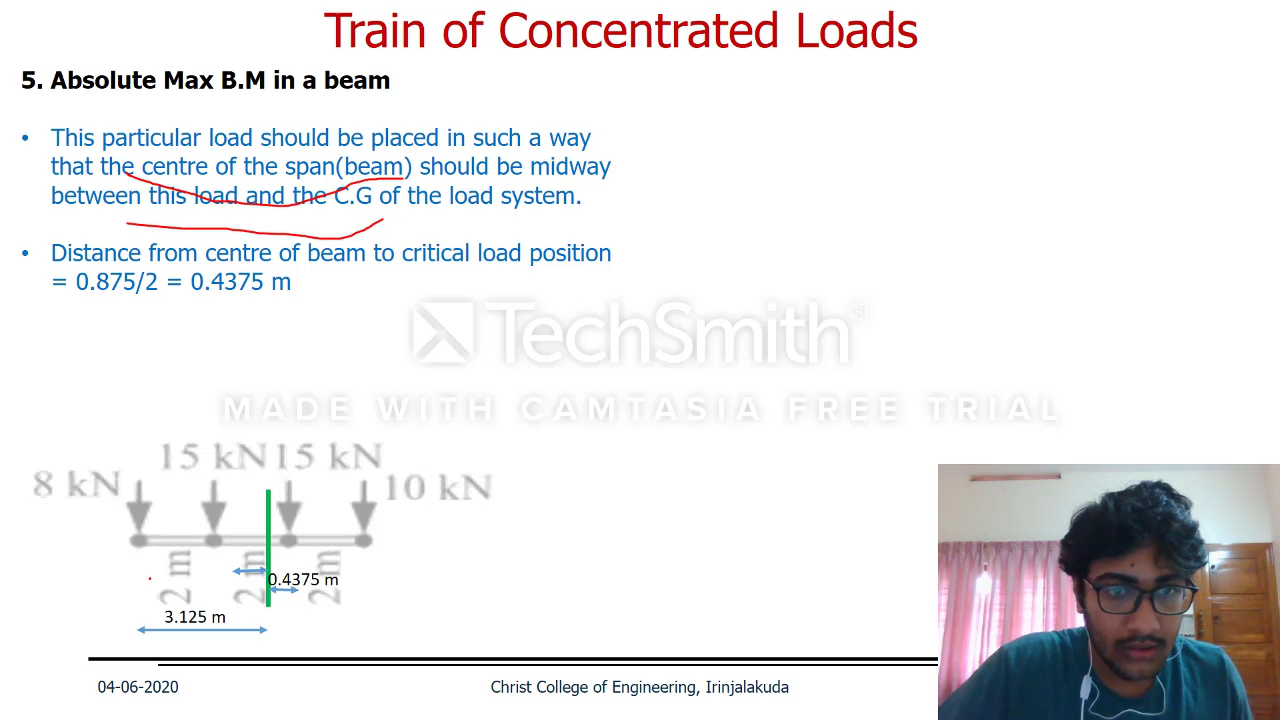 Train of Concentrated Loads
5. Absolute Max B.M in a beam
• This particular load should be placed in such a way
that the centre of the span(beam) should be midway
between this load and the C.G of the load system.
• Distance from centre of beam to critical load position
= 0.875/2 = 0.4375 m
TechSmith®
MADE WITH CAMTASIA FREE TRIAL
15 kN 15 kN
8 kN
10 kN
2 m
2 m
2 m
0.4375 m
3.125 m
04-06-2020
Christ College of Engineering, Irinjalakuda